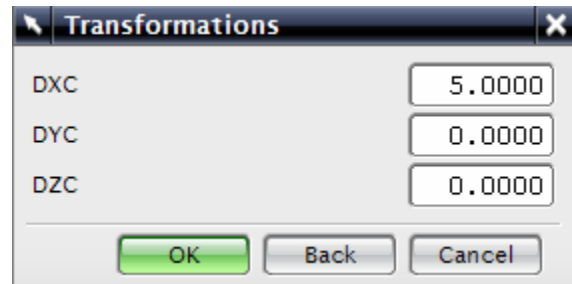 Transformations
DXC 5.0000
DYC 0.0000
DZC 0.0000
OK Back Cancel